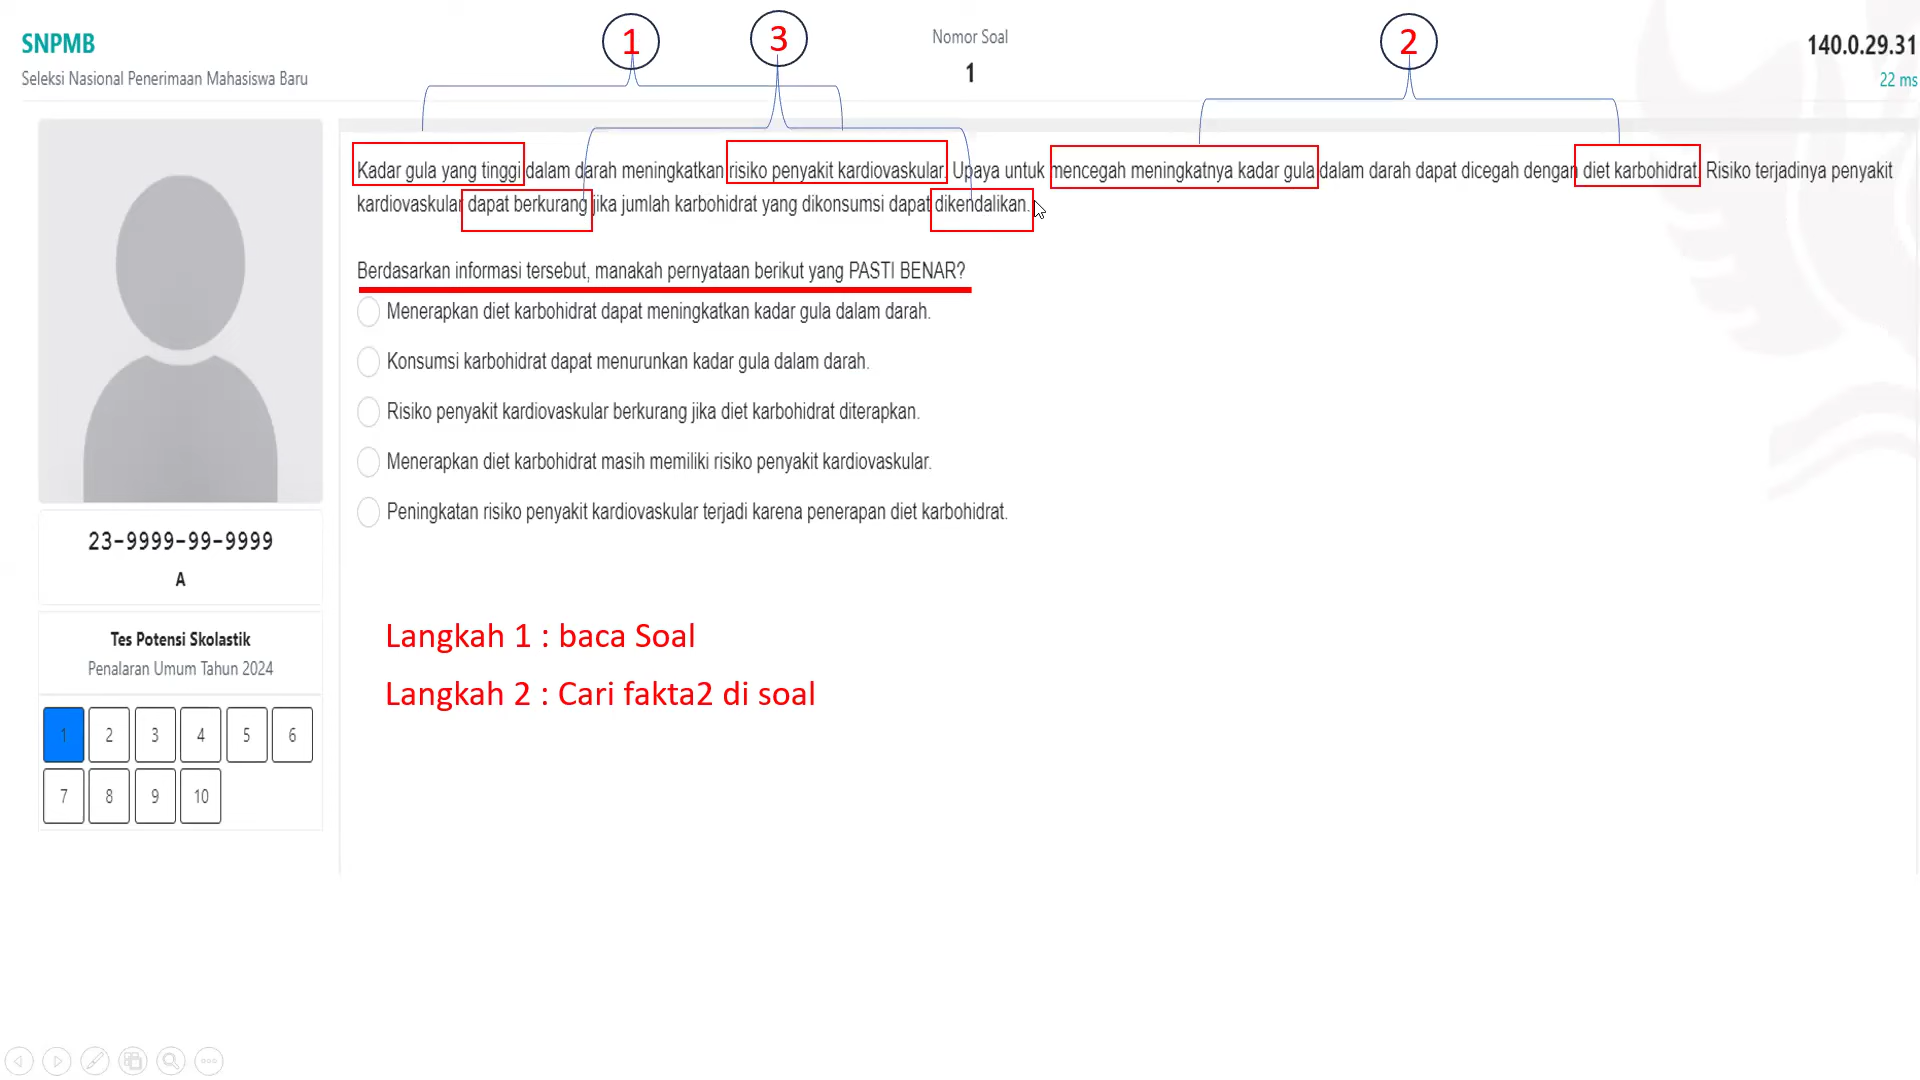 SNPMB
Seleksi Nasional Penerimaan Mahasiswa Baru
1
3
Nomor Soal
1
2
140.0.29.31
22 ms
Kadar gula yang tinggi dalam darah meningkatkan risiko penyakit kardiovaskular. Upaya untuk mencegah meningkatnya kadar gula dalam darah dapat dicegah dengan diet karbohidrat. Risiko terjadinya penyakit
kardiovaskular dapat berkurang jika jumlah karbohidrat yang dikonsumsi dapat dikendalikan.
Berdasarkan informasi tersebut, manakah pernyataan berikut yang PASTI BENAR?
Menerapkan diet karbohidrat dapat meningkatkan kadar gula dalam darah.
Konsumsi karbohidrat dapat menurunkan kadar gula dalam darah.
Risiko penyakit kardiovaskular berkurang jika diet karbohidrat diterapkan.
Menerapkan diet karbohidrat masih memiliki risiko penyakit kardiovaskular.
Peningkatan risiko penyakit kardiovaskular terjadi karena penerapan diet karbohidrat.
23-9999-99-9999
A
Tes Potensi Skolastik
Penalaran Umum Tahun 2024
1 2 3 4 5 6
7 8 9 10
Langkah 1 : baca Soal
Langkah 2 : Cari fakta2 di soal